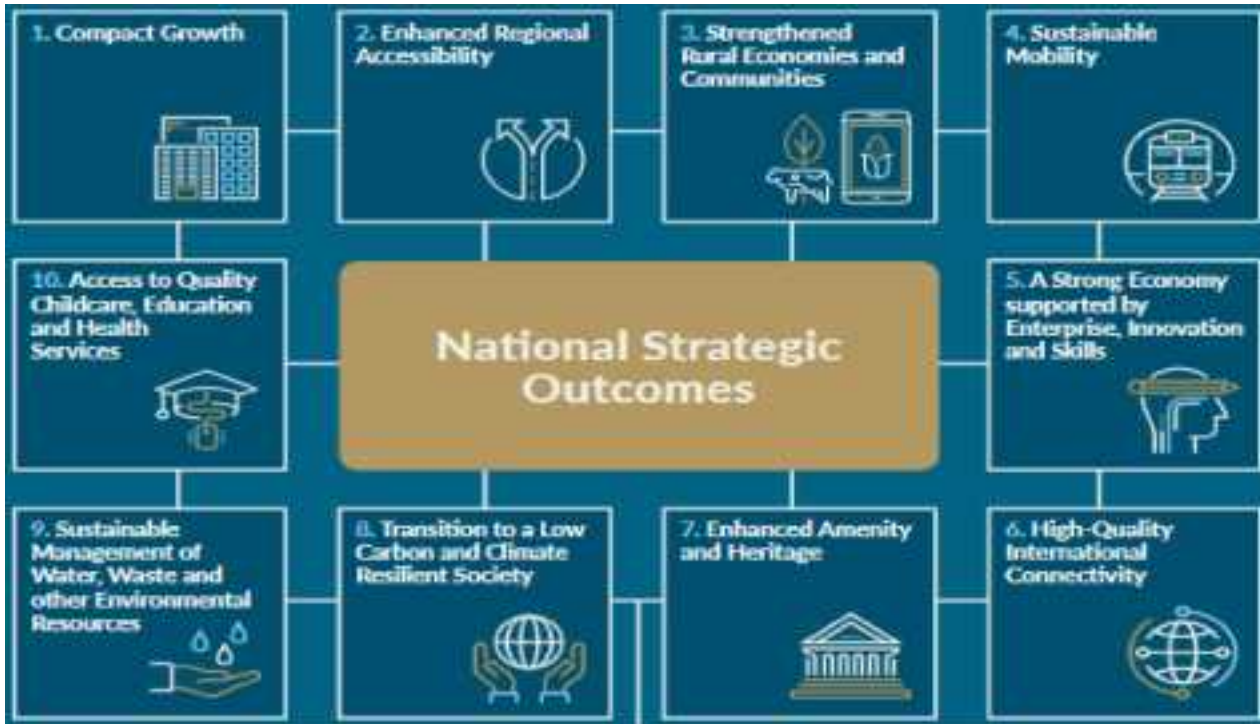 1. Compact Growth
2. Enhanced Regional
Accessibility
3. Strengthened
Rural Economies and
Communities
4. Sustainable
Mobility
10. Access to Quality
Childcare, Education
and Health
Services
National Strategic
Outcomes
5. A Strong Economy
supported by
Enterprise, Innovation
and Skills
9. Sustainable
Management of
Water, Waste and
other Environmental
Resources
8. Transition to a Low
Carbon and Climate
Resilient Society
7. Enhanced Amenity
and Heritage
6. High-Quality
International
Connectivity